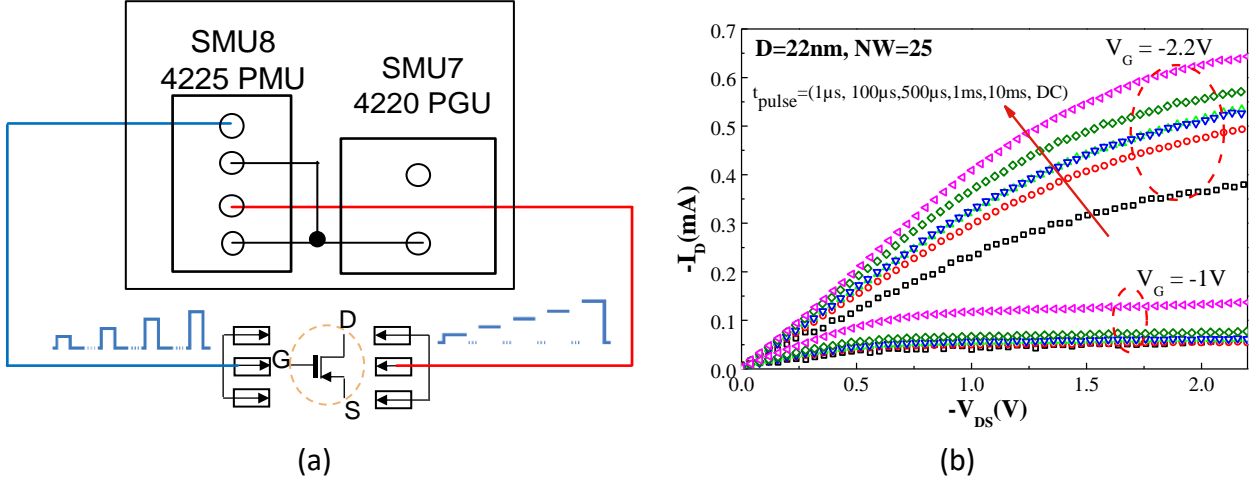 SMU8
4225 PMU
SMU7
4220 PGU
D
G
S
(a)
D=22nm, NW=25
V_G = -2.2V
t_pulse=(1µs, 100µs,500µs,1ms,10ms, DC)
V_G = -1V
-I_D(mA)
0.7
0.6
0.5
0.4
0.3
0.2
0.1
0.0
0.0 0.5 1.0 1.5 2.0
-V_DS(V)
(b)